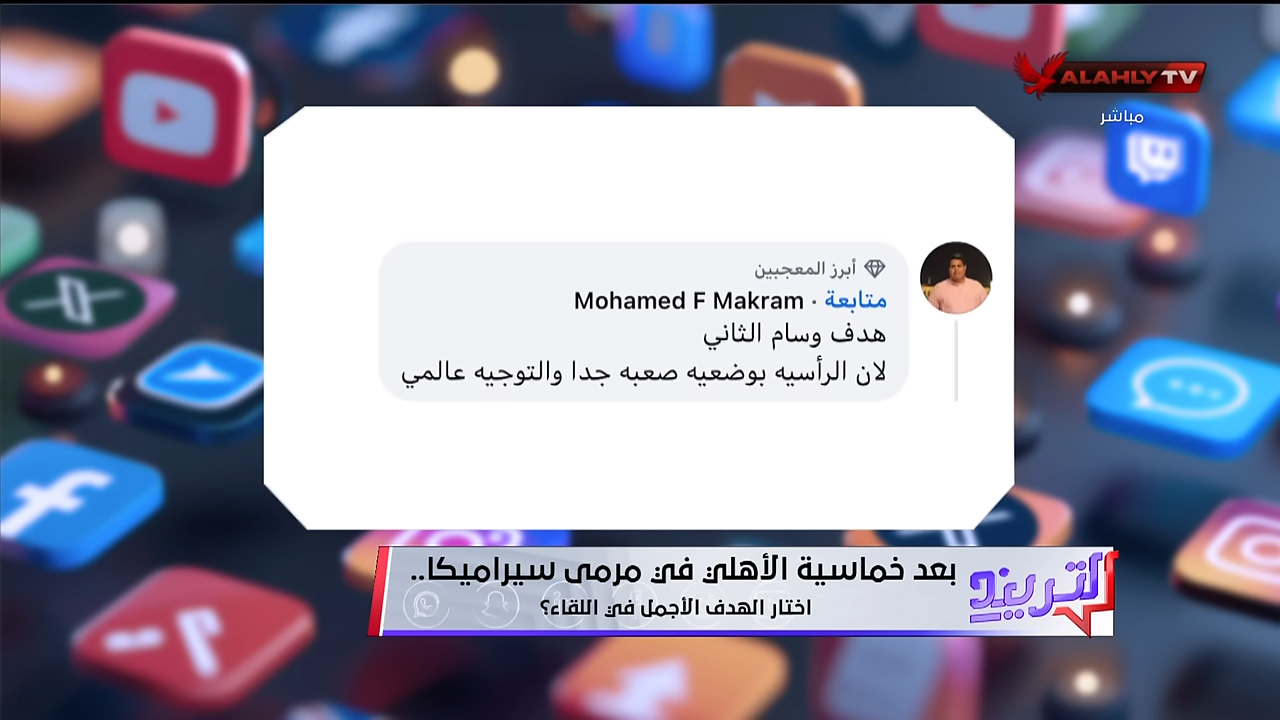 ALAHLY TV
مباشر
أبرز المعجبين
Mohamed F Makram · متابعة
هدف وسام الثاني
لان الرأسيه بوضعيه صعبه جدا والتوجيه عالمي
التريند
بعد خماسية الأهلي في مرمى سيراميكا..
اختار الهدف الأجمل في اللقاء؟